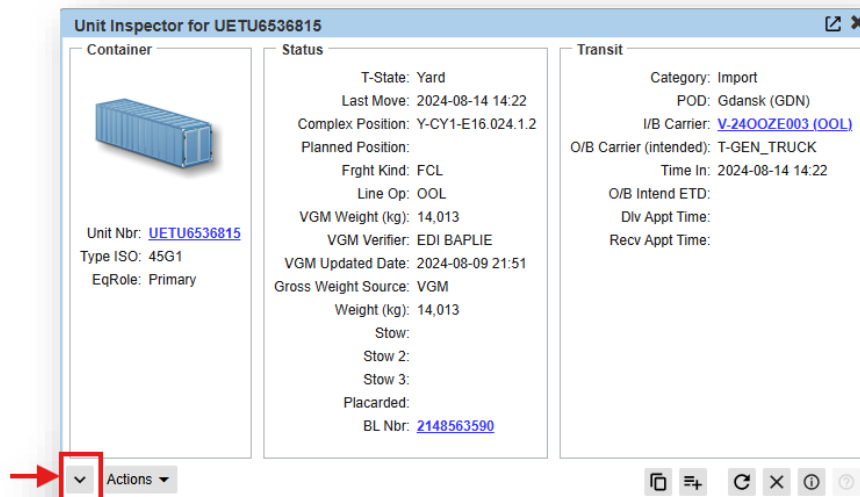 Unit Inspector for UETU6536815
Container
Unit Nbr: UETU6536815
Type ISO: 45G1
EqRole: Primary
Status
T-State: Yard
Last Move: 2024-08-14 14:22
Complex Position: Y-CY1-E16.024.1.2
Planned Position:
Frght Kind: FCL
Line Op: OOL
VGM Weight (kg): 14,013
VGM Verifier: EDI BAPLIE
VGM Updated Date: 2024-08-09 21:51
Gross Weight Source: VGM
Weight (kg): 14,013
Stow:
Stow 2:
Stow 3:
Placarded:
BL Nbr: 2148563590
Transit
Category: Import
POD: Gdansk (GDN)
I/B Carrier: V-24OOZE003 (OOL)
O/B Carrier (intended): T-GEN_TRUCK
Time In: 2024-08-14 14:22
O/B Intend ETD:
Dlv Appt Time:
Recv Appt Time:
Actions